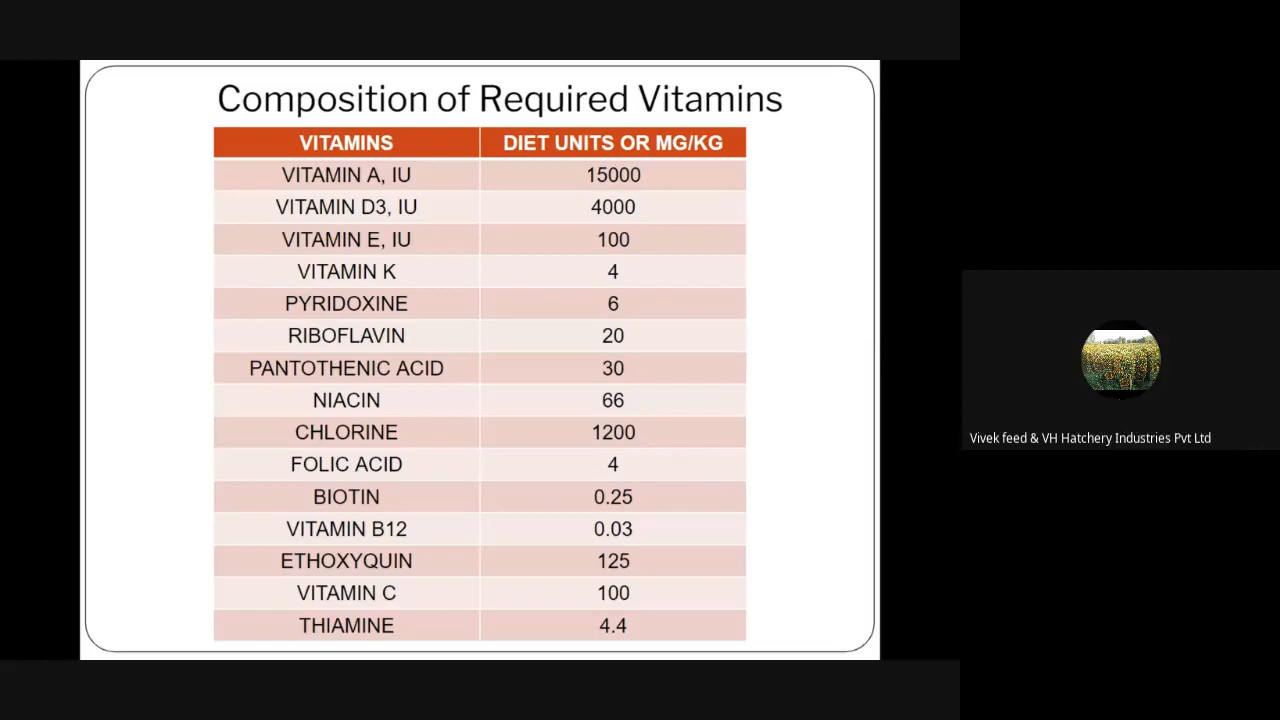 Composition of Required Vitamins
VITAMINS DIET UNITS OR MG/KG
VITAMIN A, IU 15000
VITAMIN D3, IU 4000
VITAMIN E, IU 100
VITAMIN K 4
PYRIDOXINE 6
RIBOFLAVIN 20
PANTOTHENIC ACID 30
NIACIN 66
CHLORINE 1200
FOLIC ACID 4
BIOTIN 0.25
VITAMIN B12 0.03
ETHOXYQUIN 125
VITAMIN C 100
THIAMINE 4.4
Vivek feed & VH Hatchery Industries Pvt Ltd